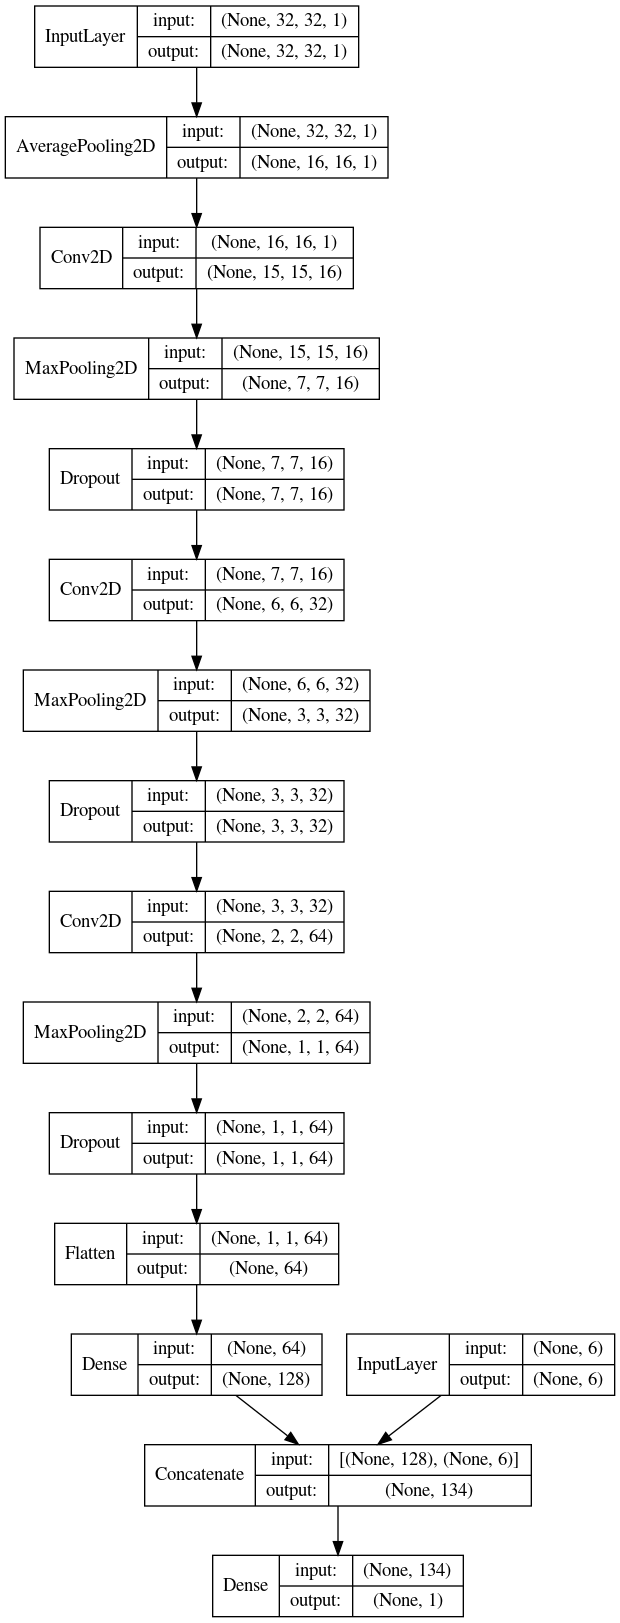 InputLayer
input: (None, 32, 32, 1)
output: (None, 32, 32, 1)
AveragePooling2D
input: (None, 32, 32, 1)
output: (None, 16, 16, 1)
Conv2D
input: (None, 16, 16, 1)
output: (None, 15, 15, 16)
MaxPooling2D
input: (None, 15, 15, 16)
output: (None, 7, 7, 16)
Dropout
input: (None, 7, 7, 16)
output: (None, 7, 7, 16)
Conv2D
input: (None, 7, 7, 16)
output: (None, 6, 6, 32)
MaxPooling2D
input: (None, 6, 6, 32)
output: (None, 3, 3, 32)
Dropout
input: (None, 3, 3, 32)
output: (None, 3, 3, 32)
Conv2D
input: (None, 3, 3, 32)
output: (None, 2, 2, 64)
MaxPooling2D
input: (None, 2, 2, 64)
output: (None, 1, 1, 64)
Dropout
input: (None, 1, 1, 64)
output: (None, 1, 1, 64)
Flatten
input: (None, 1, 1, 64)
output: (None, 64)
Dense
input: (None, 64)
output: (None, 128)
InputLayer
input: (None, 6)
output: (None, 6)
Concatenate
input: [(None, 128), (None, 6)]
output: (None, 134)
Dense
input: (None, 134)
output: (None, 1)